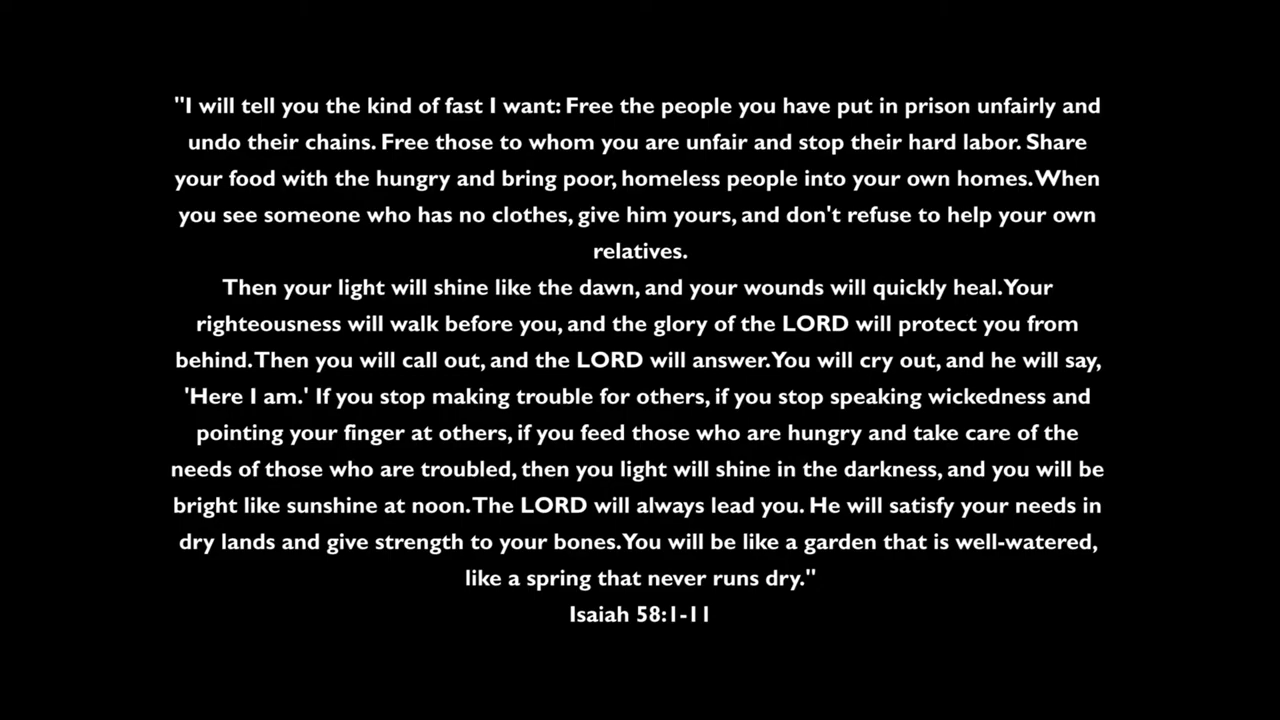 "I will tell you the kind of fast I want: Free the people you have put in prison unfairly and
undo their chains. Free those to whom you are unfair and stop their hard labor. Share
your food with the hungry and bring poor, homeless people into your own homes. When
you see someone who has no clothes, give him yours, and don't refuse to help your own
relatives.
Then your light will shine like the dawn, and your wounds will quickly heal. Your
righteousness will walk before you, and the glory of the LORD will protect you from
behind. Then you will call out, and the LORD will answer. You will cry out, and he will say,
'Here I am.' If you stop making trouble for others, if you stop speaking wickedness and
pointing your finger at others, if you feed those who are hungry and take care of the
needs of those who are troubled, then you light will shine in the darkness, and you will be
bright like sunshine at noon. The LORD will always lead you. He will satisfy your needs in
dry lands and give strength to your bones. You will be like a garden that is well-watered,
like a spring that never runs dry."
Isaiah 58:1-11